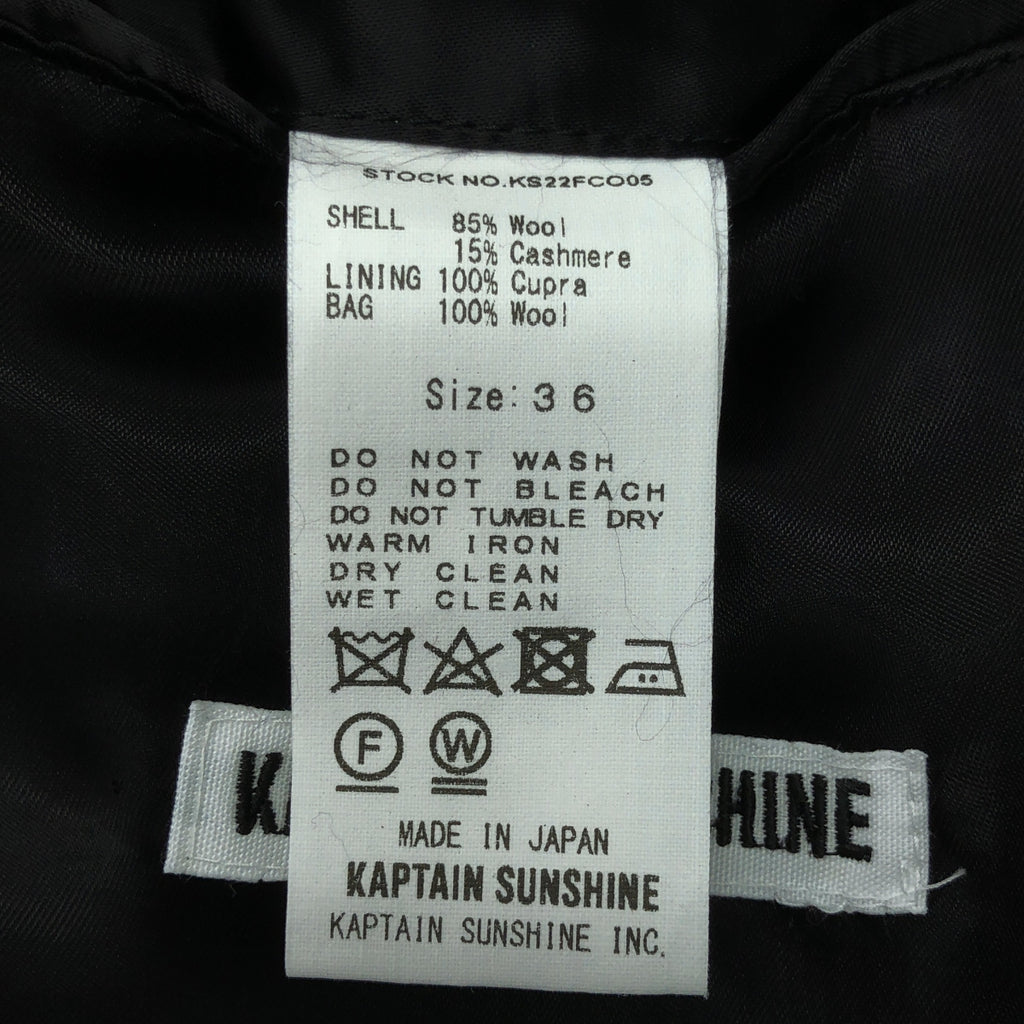 STOCK NO.KS22FCO05
SHELL 85% Wool
15% Cashmere
LINING 100% Cupra
BAG 100% Wool
Size: 36
DO NOT WASH
DO NOT BLEACH
DO NOT TUMBLE DRY
WARM IRON
DRY CLEAN
WET CLEAN
F W
K HINE
MADE IN JAPAN
KAPTAIN SUNSHINE
KAPTAIN SUNSHINE INC.